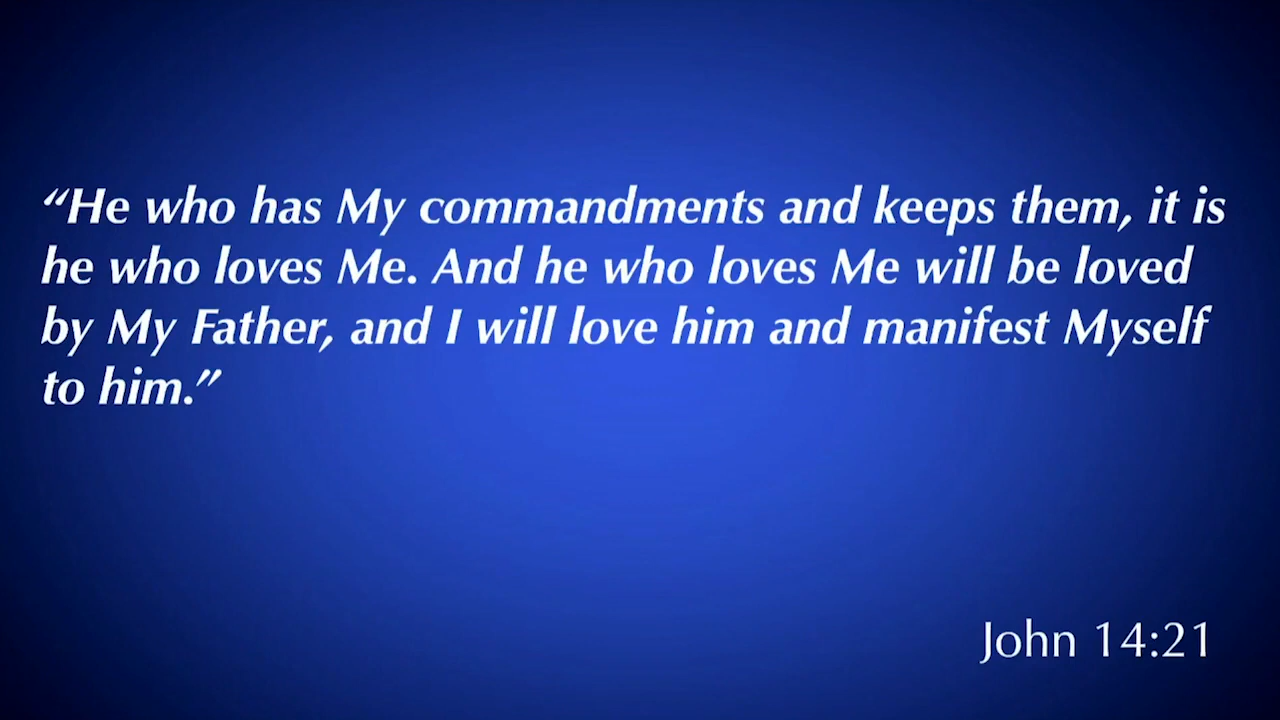 “He who has My commandments and keeps them, it is
he who loves Me. And he who loves Me will be loved
by My Father, and I will love him and manifest Myself
to him.”
John 14:21